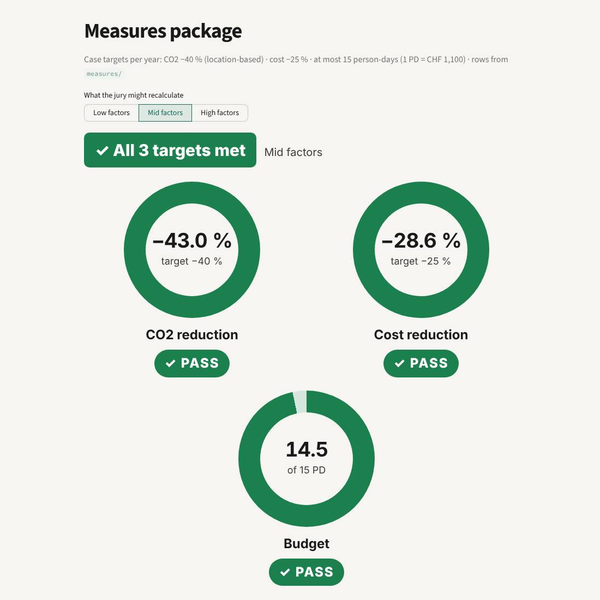 Measures package
Case targets per year: CO2 −40 % (location-based) · cost −25 % · at most 15 person-days (1 PD = CHF 1,100) · rows from
measures/
What the jury might recalculate
Low factors
Mid factors
High factors
✓ All 3 targets met
Mid factors
−43.0 %
target −40 %
−28.6 %
target −25 %
CO2 reduction
Cost reduction
✓ PASS
✓ PASS
14.5
of 15 PD
Budget
✓ PASS